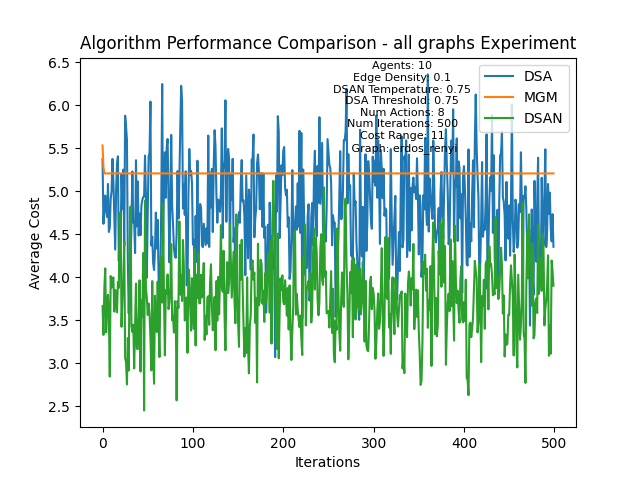 Algorithm Performance Comparison - all graphs Experiment
Agents: 10
Edge Density: 0.1
DSAN Temperature: 0.75
DSA Threshold: 0.75
Num Actions: 8
Num Iterations: 500
Cost Range: 11
Graph: erdos_renyi
DSA
MGM
DSAN
6.5
6.0
5.5
5.0
4.5
4.0
3.5
3.0
2.5
Average Cost
0
100
200
300
400
500
Iterations